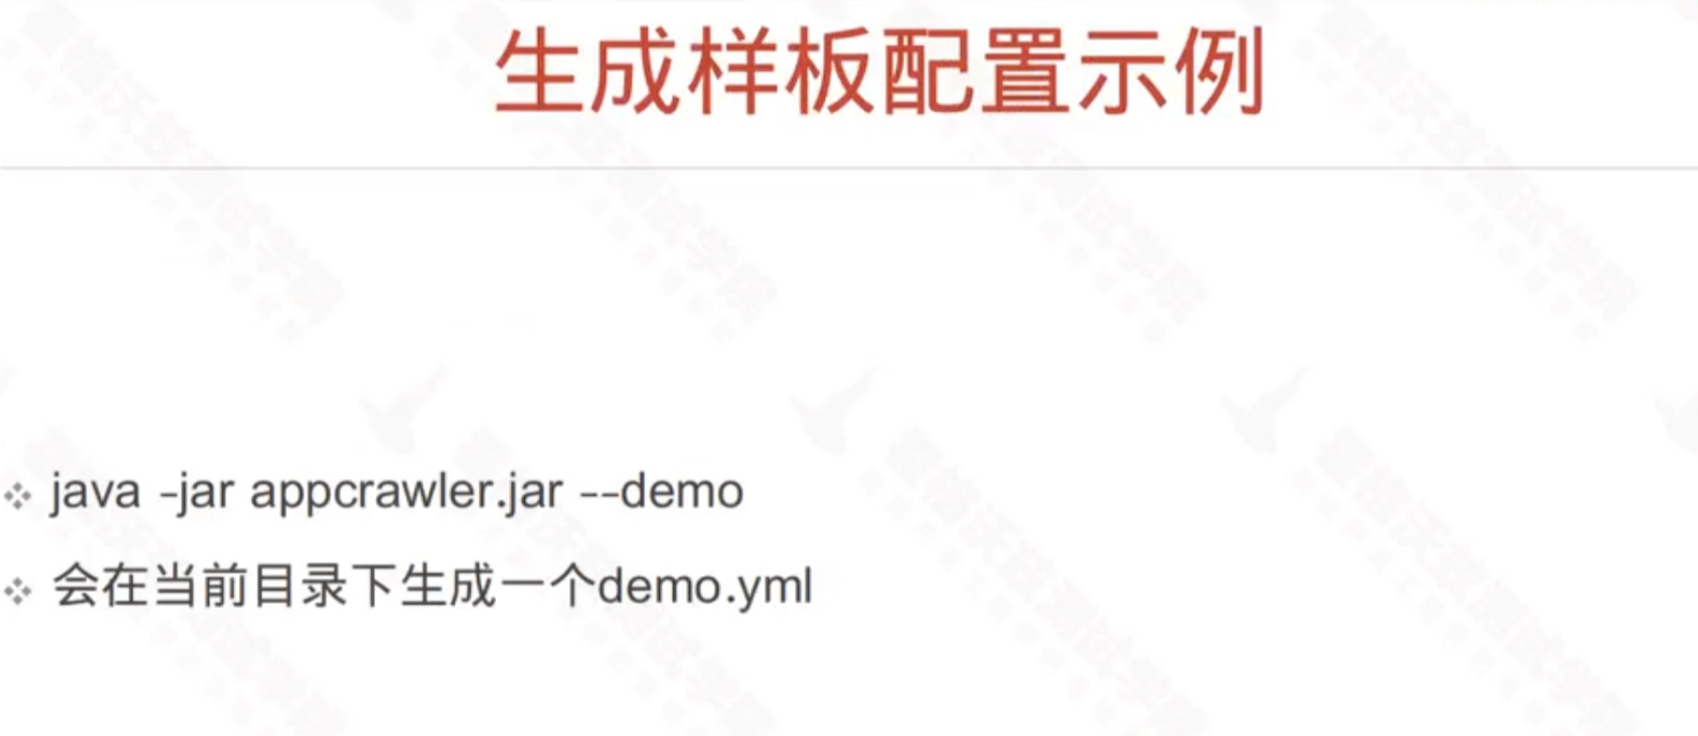 生成样板配置示例
java -jar appcrawler.jar --demo
会在当前目录下生成一个demo.yml